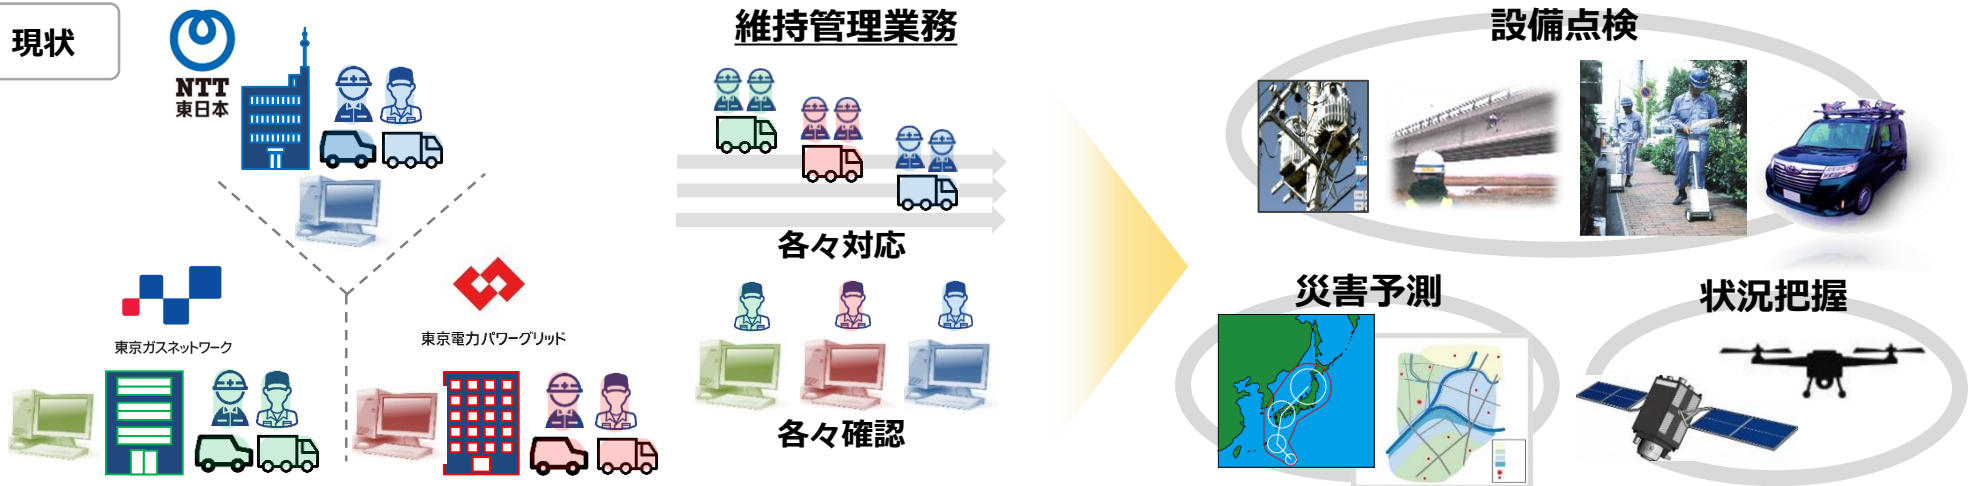 現状
NTT
東日本
東京ガスネットワーク
東京電力パワーグリッド
維持管理業務
各々対応
各々確認
設備点検
災害予測
状況把握